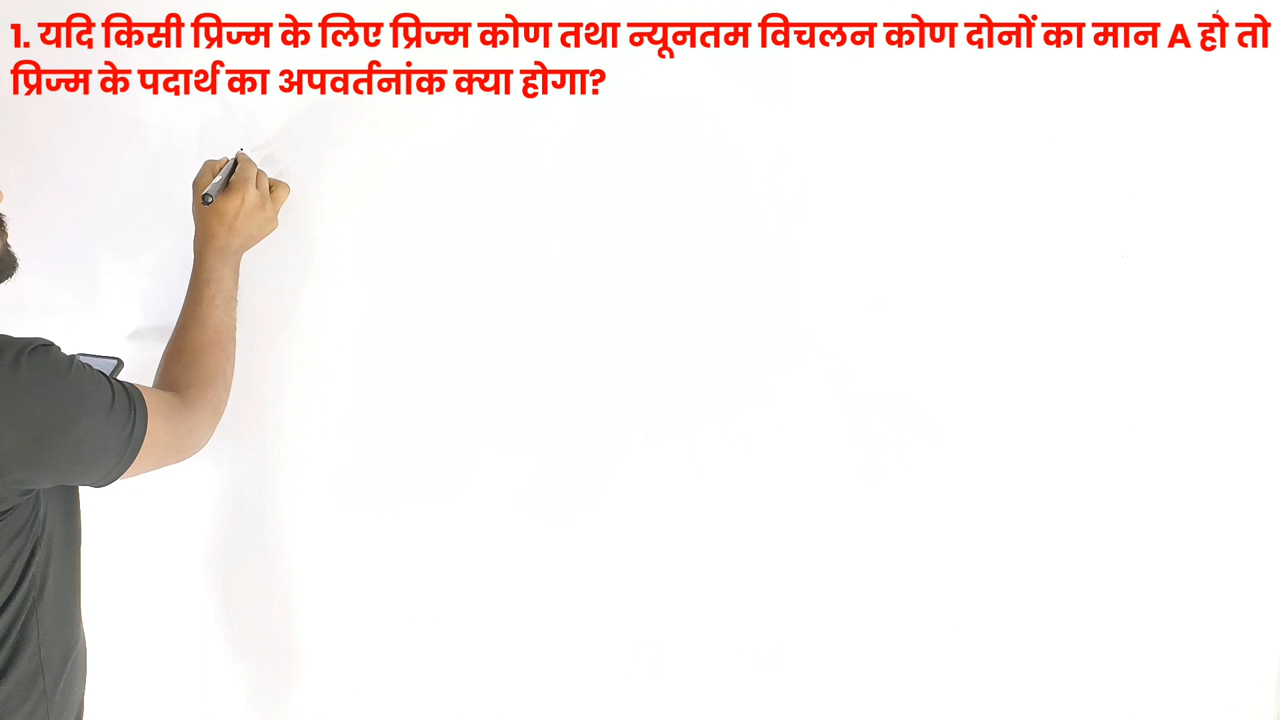 1. यदि किसी प्रिज्म के लिए प्रिज्म कोण तथा न्यूनतम विचलन कोण दोनों का मान A हो तो
प्रिज्म के पदार्थ का अपवर्तनांक क्या होगा?